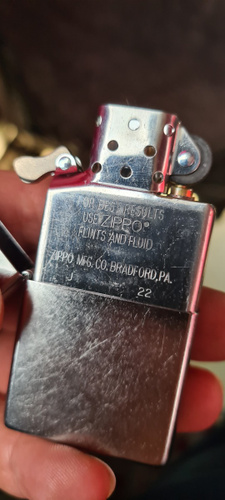 FOR BEST RESULTS
USE ZIPPO®
FLINTS AND FLUID
ZIPPO MFG. CO. BRADFORD, PA.
J 22